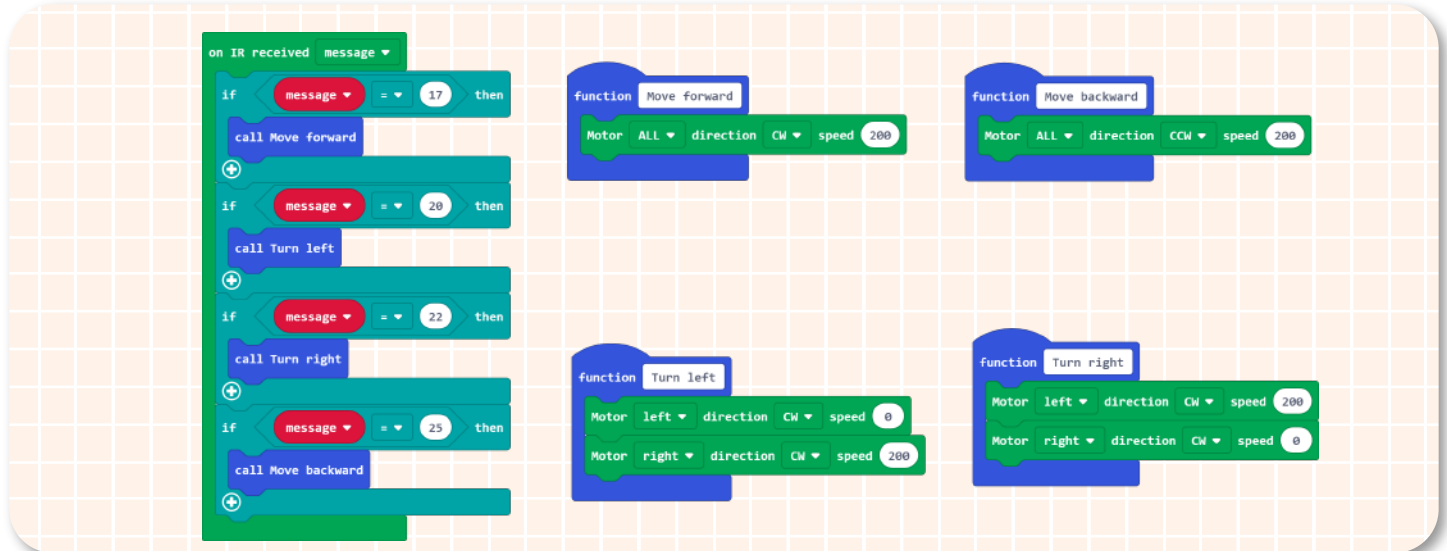 on IR received message
if message = 17 then
call Move forward
if message = 20 then
call Turn left
if message = 22 then
call Turn right
if message = 25 then
call Move backward
function Move forward
Motor ALL direction CW speed 200
function Move backward
Motor ALL direction CCW speed 200
function Turn left
Motor left direction CW speed 0
Motor right direction CW speed 200
function Turn right
Motor left direction CW speed 200
Motor right direction CW speed 0